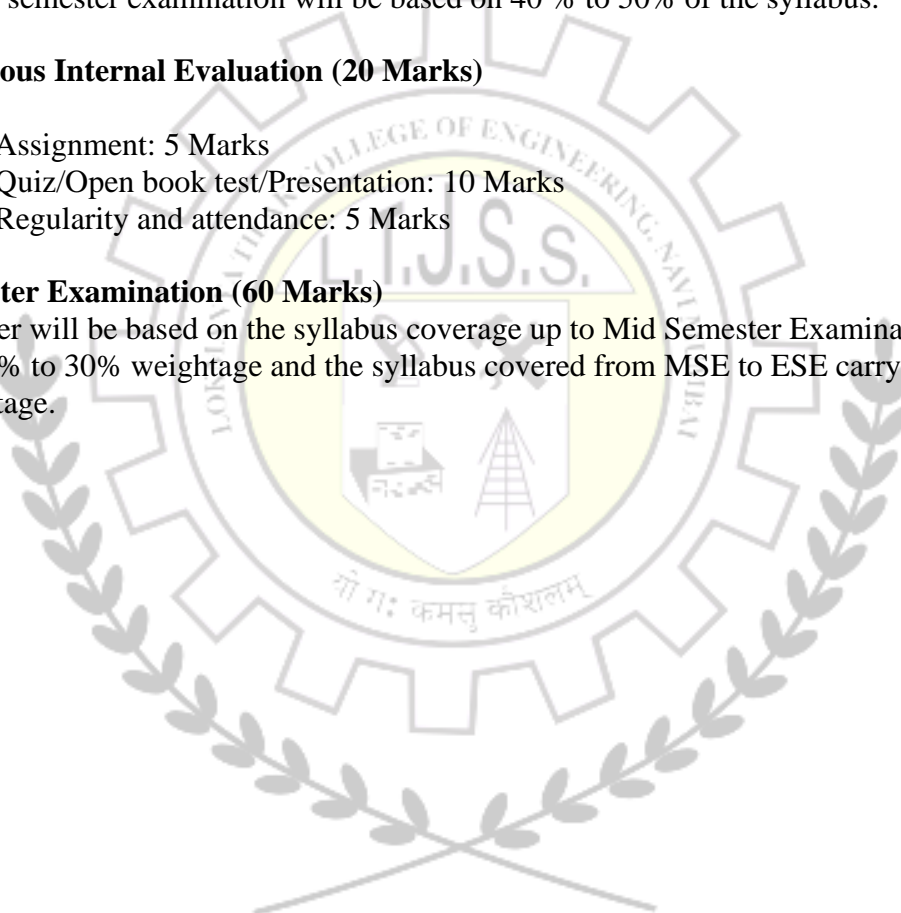 semester examination will be based on 40 % to 50% of the syllabus.
ous Internal Evaluation (20 Marks)
Assignment: 5 Marks
Quiz/Open book test/Presentation: 10 Marks
Regularity and attendance: 5 Marks
ter Examination (60 Marks)
er will be based on the syllabus coverage up to Mid Semester Examina
% to 30% weightage and the syllabus covered from MSE to ESE carry
tage.
COLLEGE OF ENGINEERING, NAVI MUMBAI
L.T.J.S.S.
कौशलम्